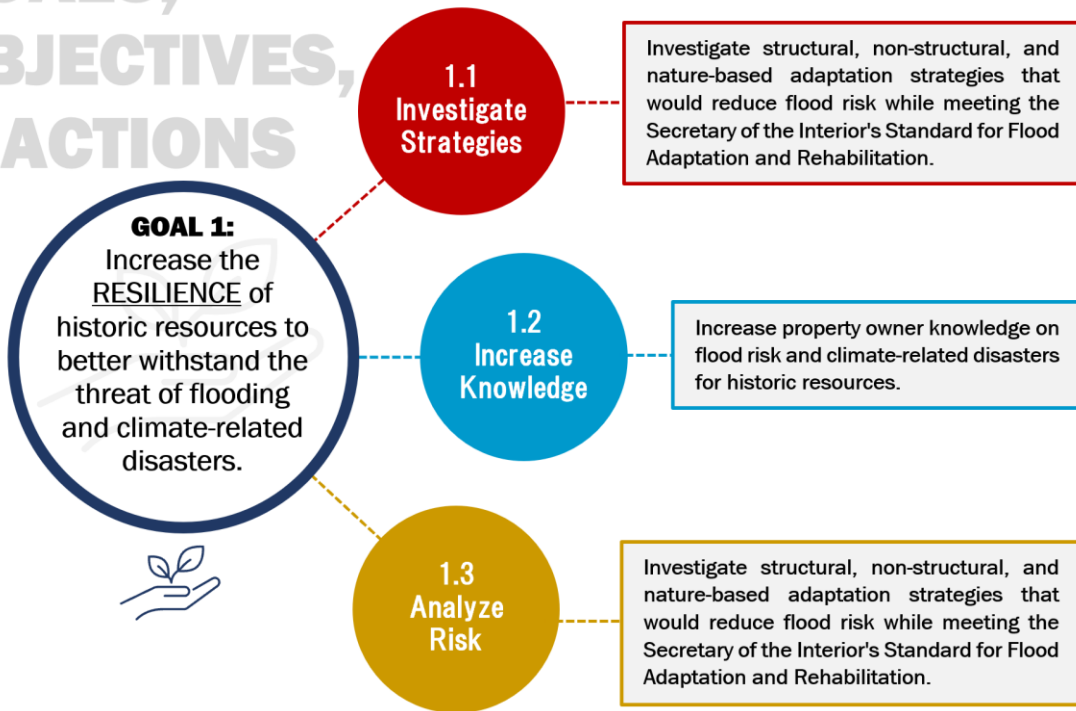 BJECTIVES,
ACTIONS
GOAL 1:
Increase the
RESILIENCE of
historic resources to
better withstand the
threat of flooding
and climate-related
disasters.
1.1
Investigate
Strategies
Investigate structural, non-structural, and
nature-based adaptation strategies that
would reduce flood risk while meeting the
Secretary of the Interior's Standard for Flood
Adaptation and Rehabilitation.
1.2
Increase
Knowledge
Increase property owner knowledge on
flood risk and climate-related disasters
for historic resources.
1.3
Analyze
Risk
Investigate structural, non-structural, and
nature-based adaptation strategies that
would reduce flood risk while meeting the
Secretary of the Interior's Standard for Flood
Adaptation and Rehabilitation.